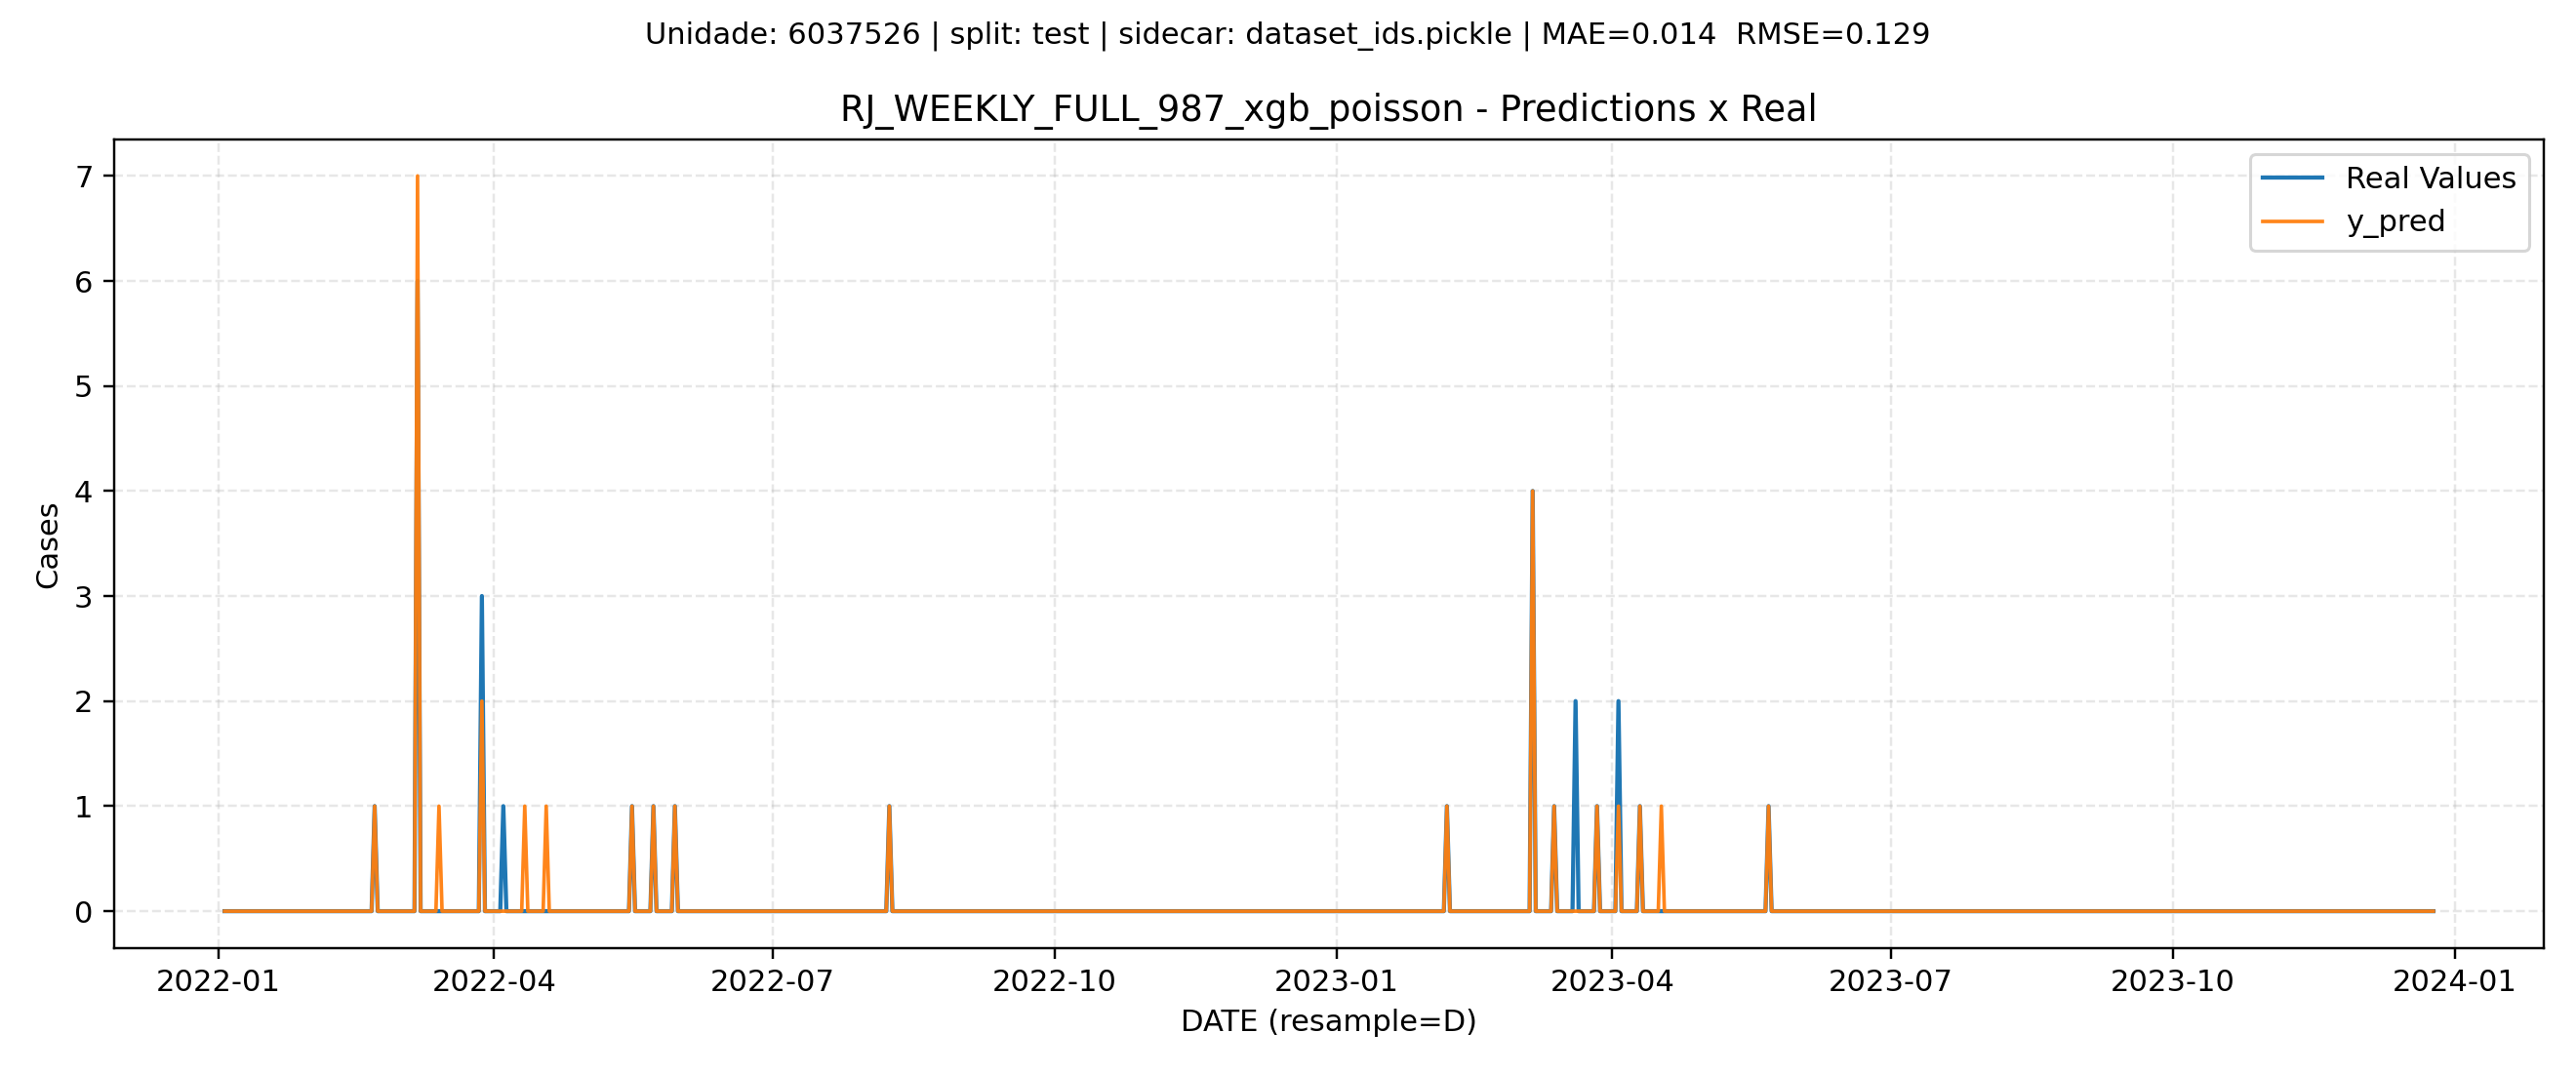 Unidade: 6037526 | split: test | sidecar: dataset_ids.pickle | MAE=0.014  RMSE=0.129
RJ_WEEKLY_FULL_987_xgb_poisson - Predictions x Real
Real Values
y_pred
7
6
5
4
3
2
1
0
Cases
2022-01
2022-04
2022-07
2022-10
2023-01
2023-04
2023-07
2023-10
2024-01
DATE (resample=D)